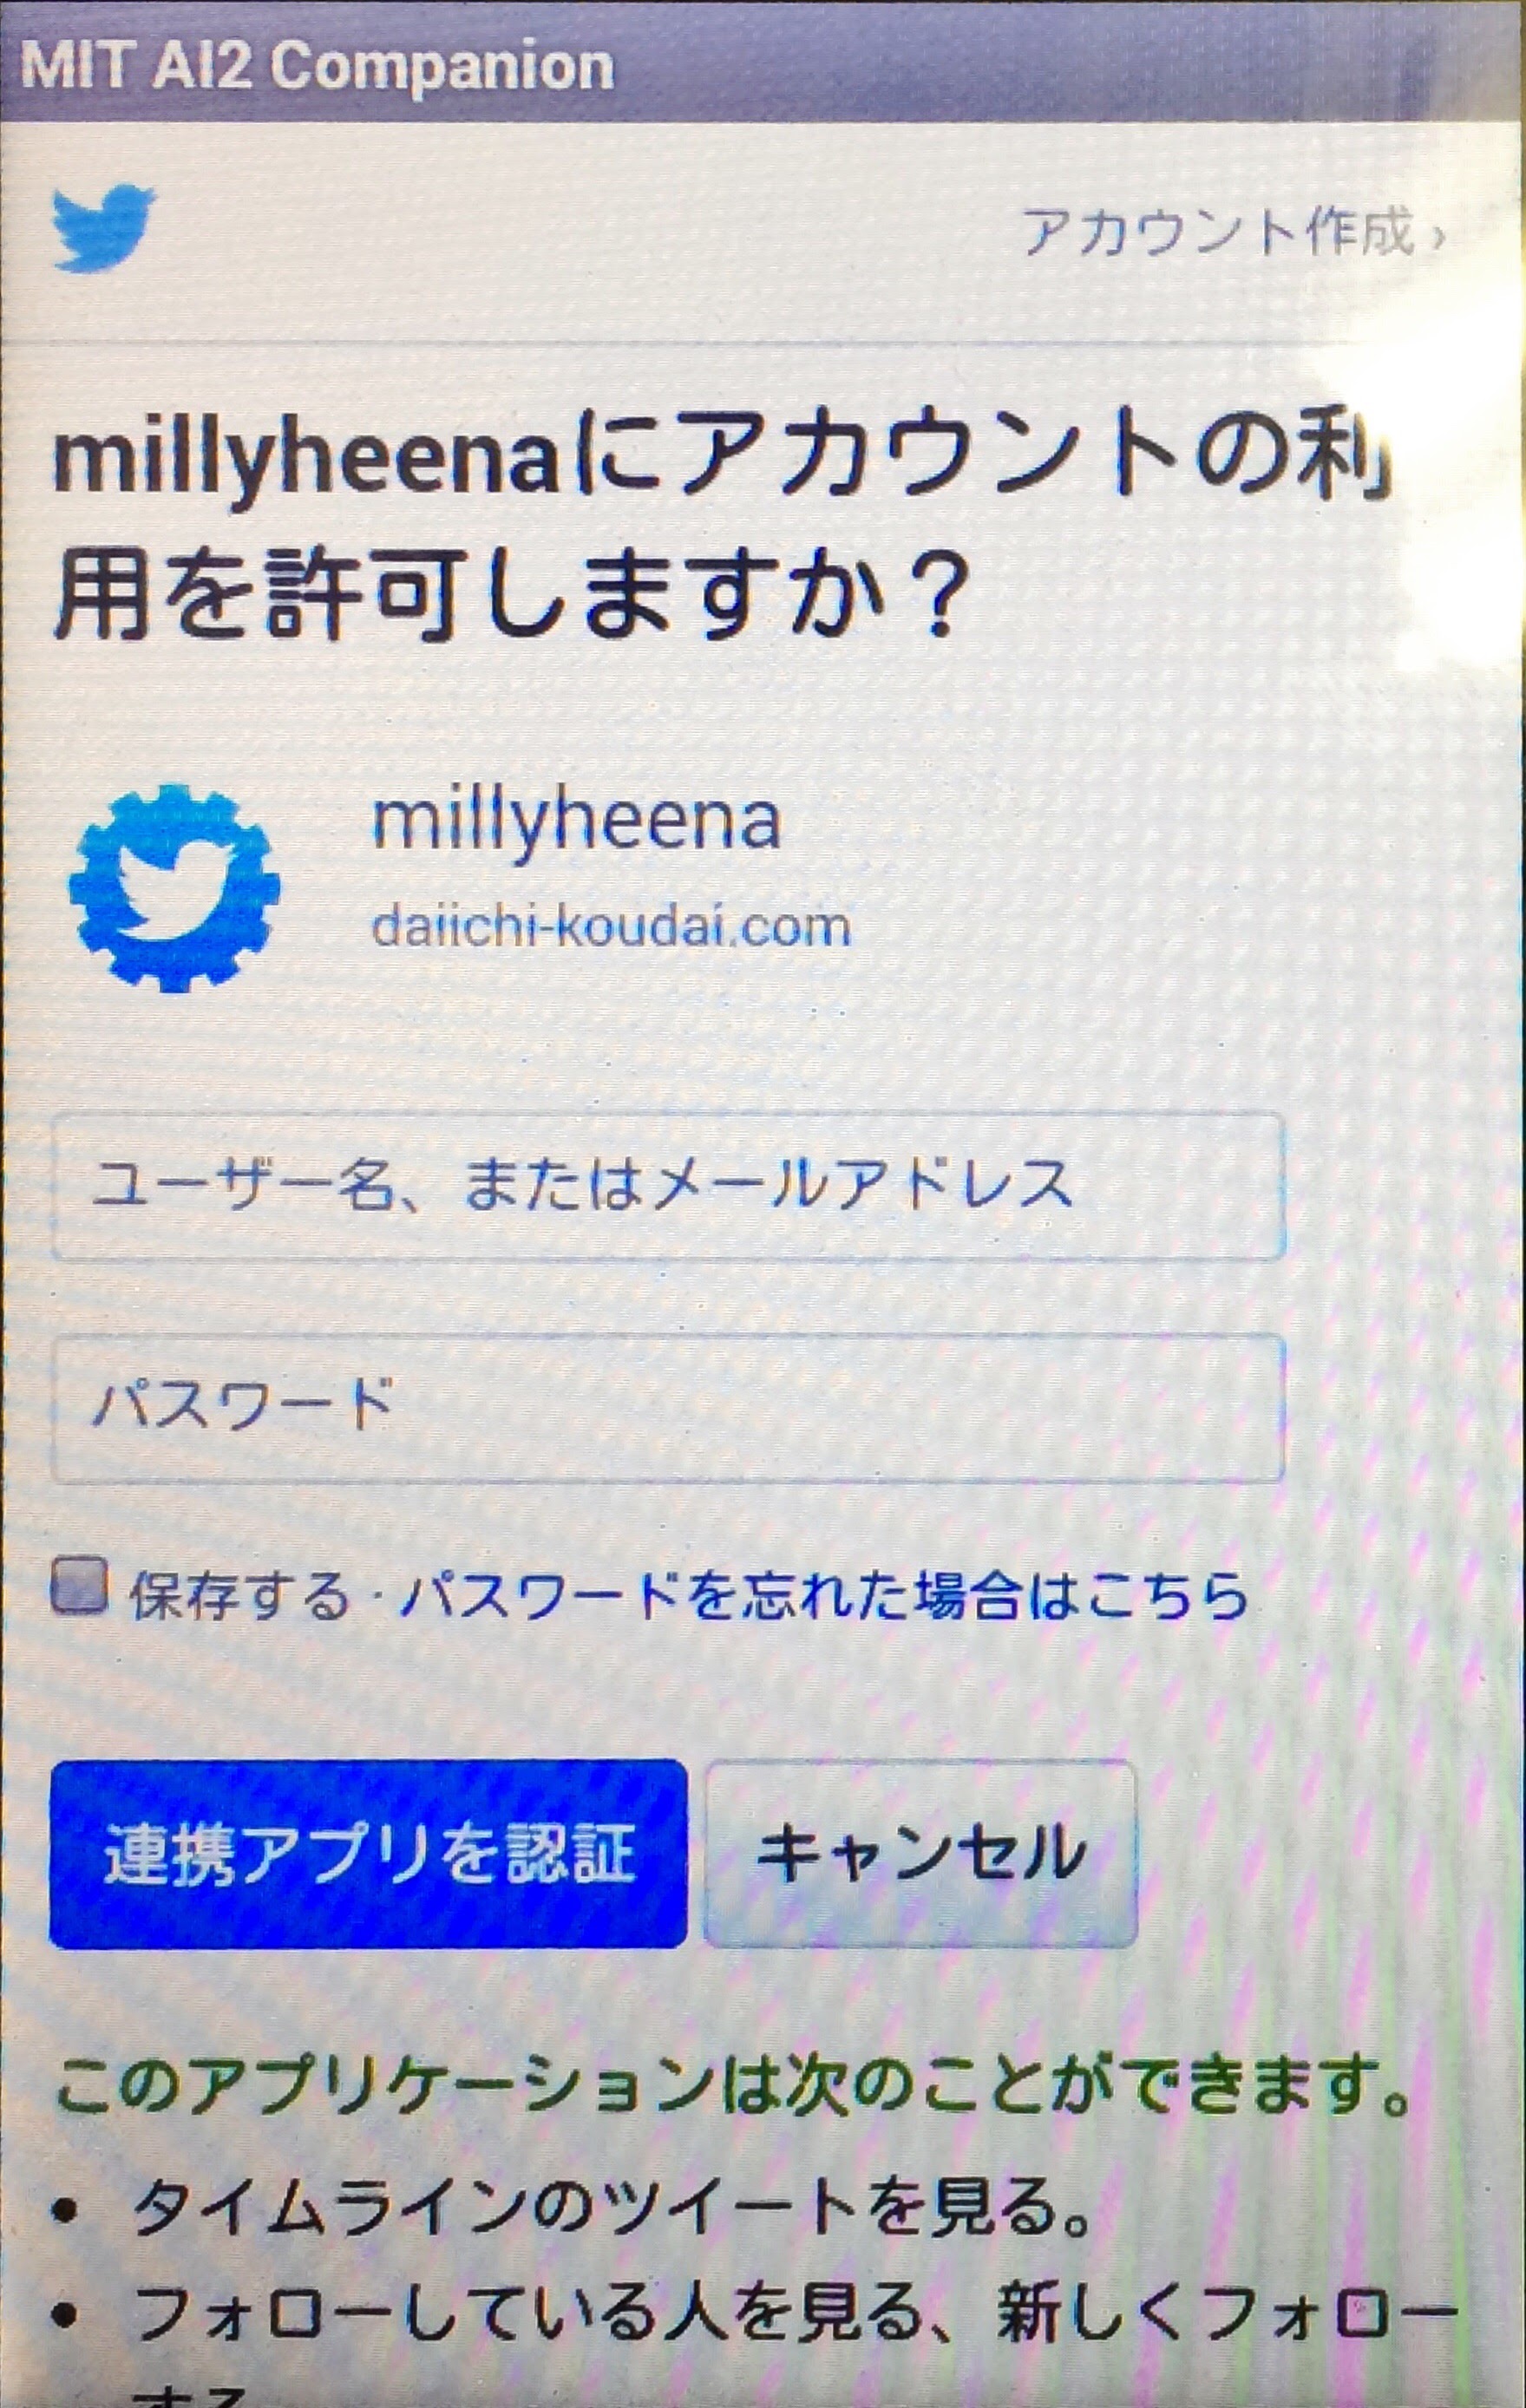 MIT AI2 Companion
アカウント作成 ›
millyheenaにアカウントの利
用を許可しますか？
millyheena
daiichi-koudai.com
ユーザー名、またはメールアドレス
パスワード
保存する · パスワードを忘れた場合はこちら
連携アプリを認証 キャンセル
このアプリケーションは次のことができます。
• タイムラインのツイートを見る。
• フォローしている人を見る、新しくフォロー
する